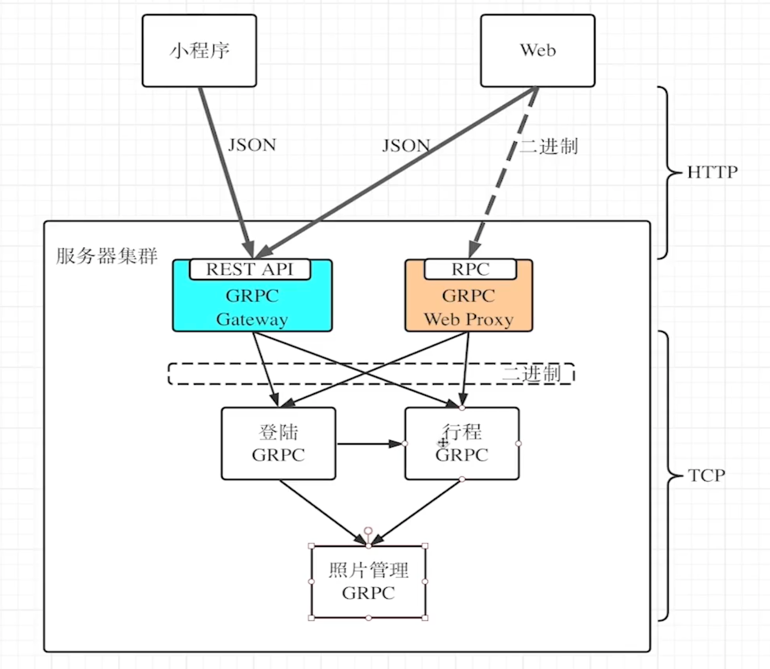 小程序
Web
JSON
JSON
二进制
HTTP
服务器集群
REST API
GRPC
Gateway
RPC
GRPC
Web Proxy
二进制
登陆
GRPC
行程
GRPC
TCP
照片管理
GRPC